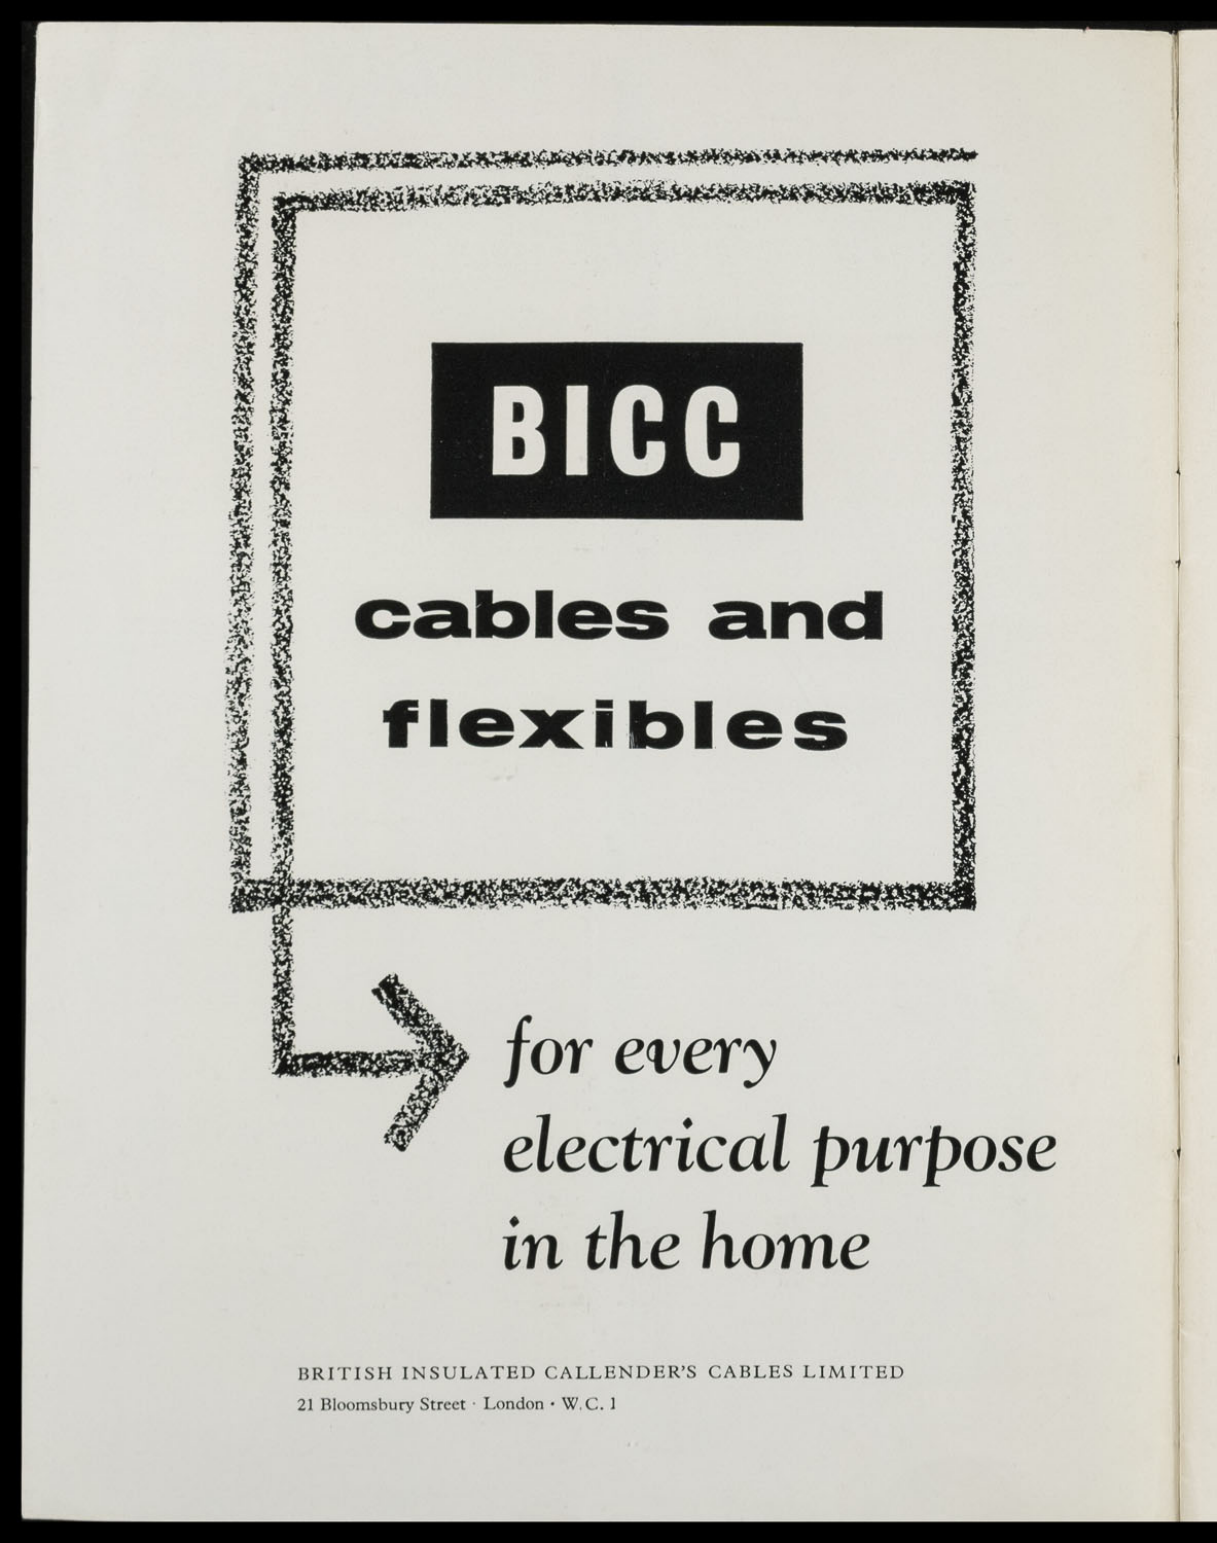 BICC
cables and
flexibles
for every
electrical purpose
in the home
BRITISH INSULATED CALLENDER'S CABLES LIMITED
21 Bloomsbury Street · London · W.C. 1